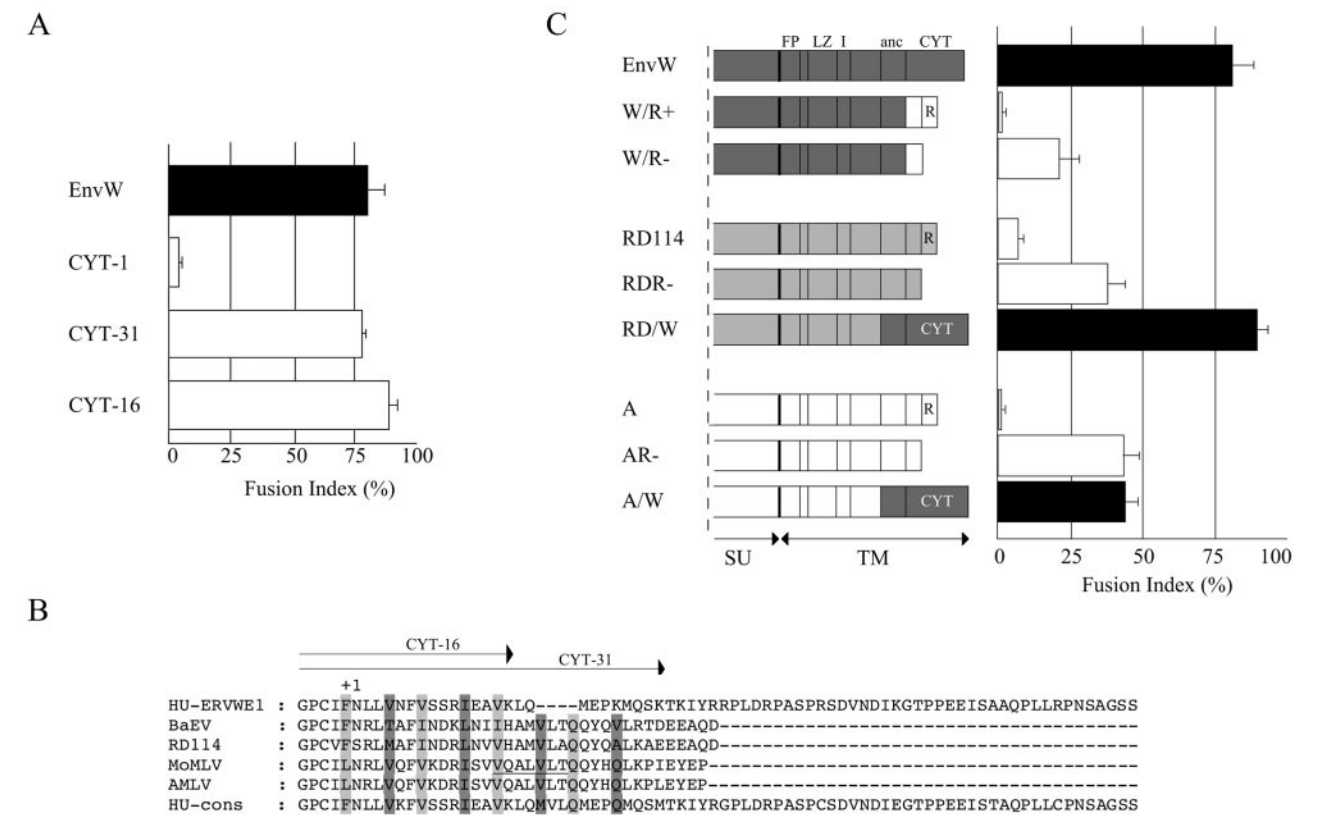 A
EnvW
CYT-1
CYT-31
CYT-16
0 25 50 75 100
Fusion Index (%)
C
FP LZ I anc CYT
EnvW
W/R+ R
W/R-
RD114 R
RDR-
RD/W CYT
A R
AR-
A/W CYT
SU TM
0 25 50 75 100
Fusion Index (%)
B
CYT-16
CYT-31
+1
HU-ERVWE1 : GPCIFNLLVNFVSSRIEAVKLQ----MEPKMQSKTKIYRRPLDRPASPRSDVNDIKGTPPEEISAAQPLLRPNSAGSS
BaEV : GPCIFNRLTAFINDKLNIIHAMVLTQQYQVLRTDEEAQD---------------------------------------
RD114 : GPCVFSRLMAFINDRLNVVHAMVLAQQYQALKAEEEAQD---------------------------------------
MoMLV : GPCILNRLVQFVKDRISVVQALVLTQQYHQLKPIEYEP----------------------------------------
AMLV : GPCILNRLVQFVKDRISVVQALVLTQQYHQLKPLEYEP----------------------------------------
HU-cons : GPCIFNLLVKFVSSRIEAVKLQMVLQMEPQMQSMTKIYRGPLDRPASPCSDVNDIEGTPPEEISTAQPLLCPNSAGSS